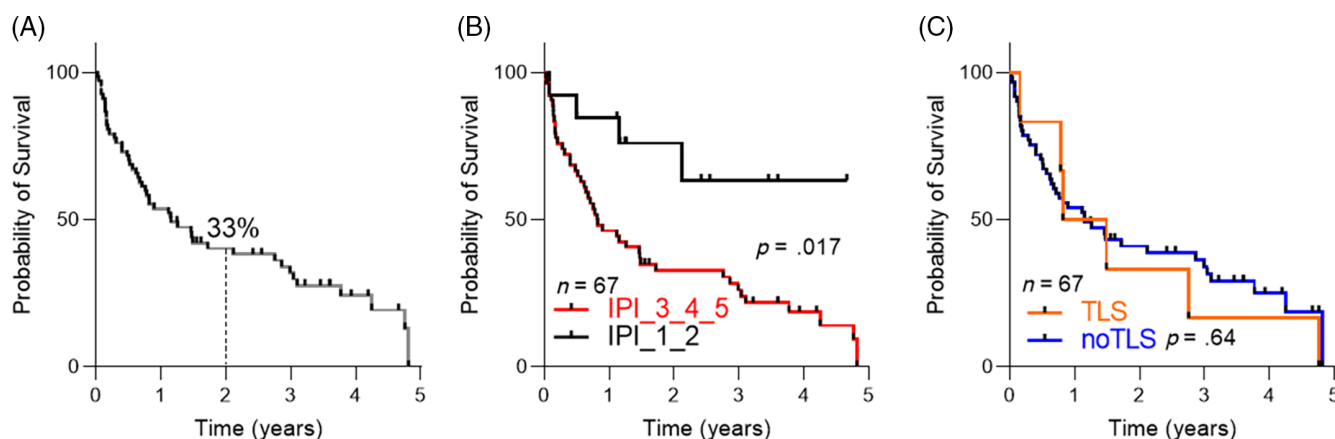 (A)
Probability of Survival
100
50
0
33%
0 1 2 3 4 5
Time (years)
(B)
Probability of Survival
100
50
0
p = .017
n = 67
IPI_3_4_5
IPI_1_2
0 1 2 3 4 5
Time (years)
(C)
Probability of Survival
100
50
0
n = 67
TLS
noTLS p = .64
0 1 2 3 4 5
Time (years)